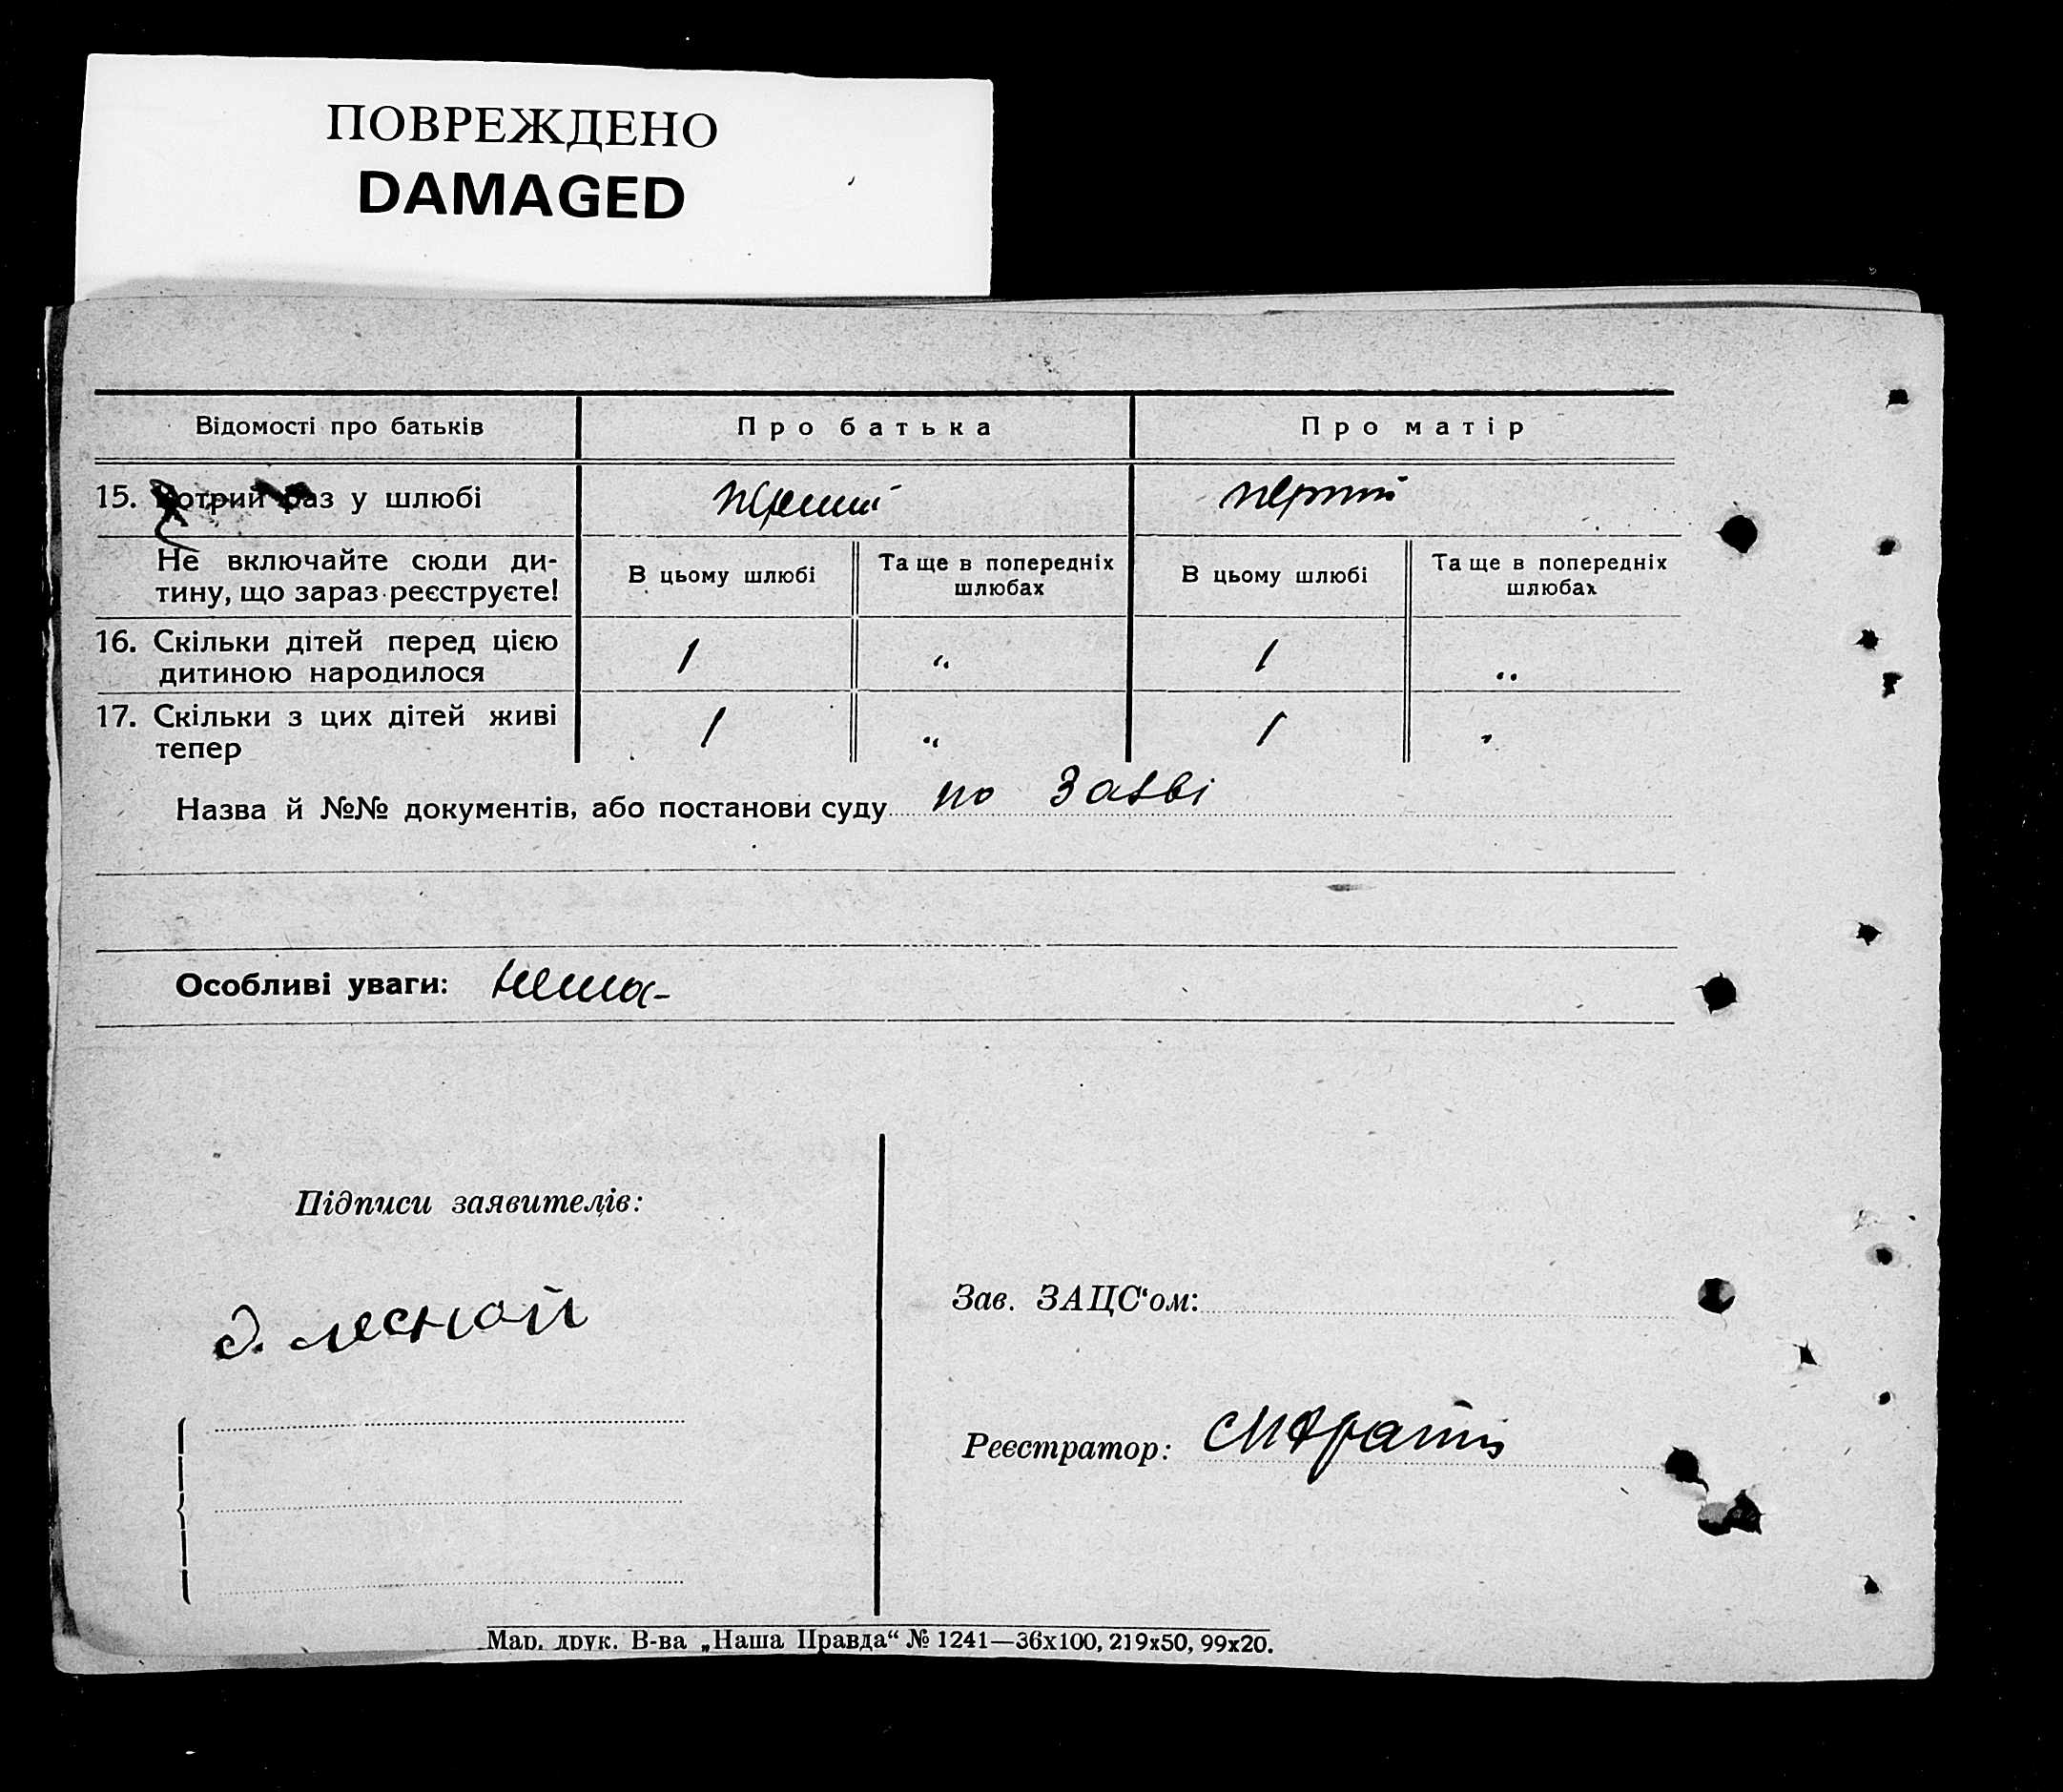 ПОВРЕЖДЕНО
DAMAGED
Відомості про батьків
Про батька
Про матір
15. Котрий раз у шлюбі
перший
перший
Не включайте сюди ди-
тину, що зараз реєструєте!
В цьому шлюбі
Та ще в попередніх
шлюбах
В цьому шлюбі
Та ще в попередніх
шлюбах
16. Скільки дітей перед цією
дитиною народилося
1
"
1
"
17. Скільки з цих дітей живі
тепер
1
"
1
"
Назва й №№ документів, або постанови суду по заяві
Особливі уваги: нема-
Підписи заявителів:
Д. лесной
Зав. ЗАЦС'ом:
Реєстратор:
Мар. друк. В-ва „Наша Правда“ № 1241—36х100, 219х50, 99х20.